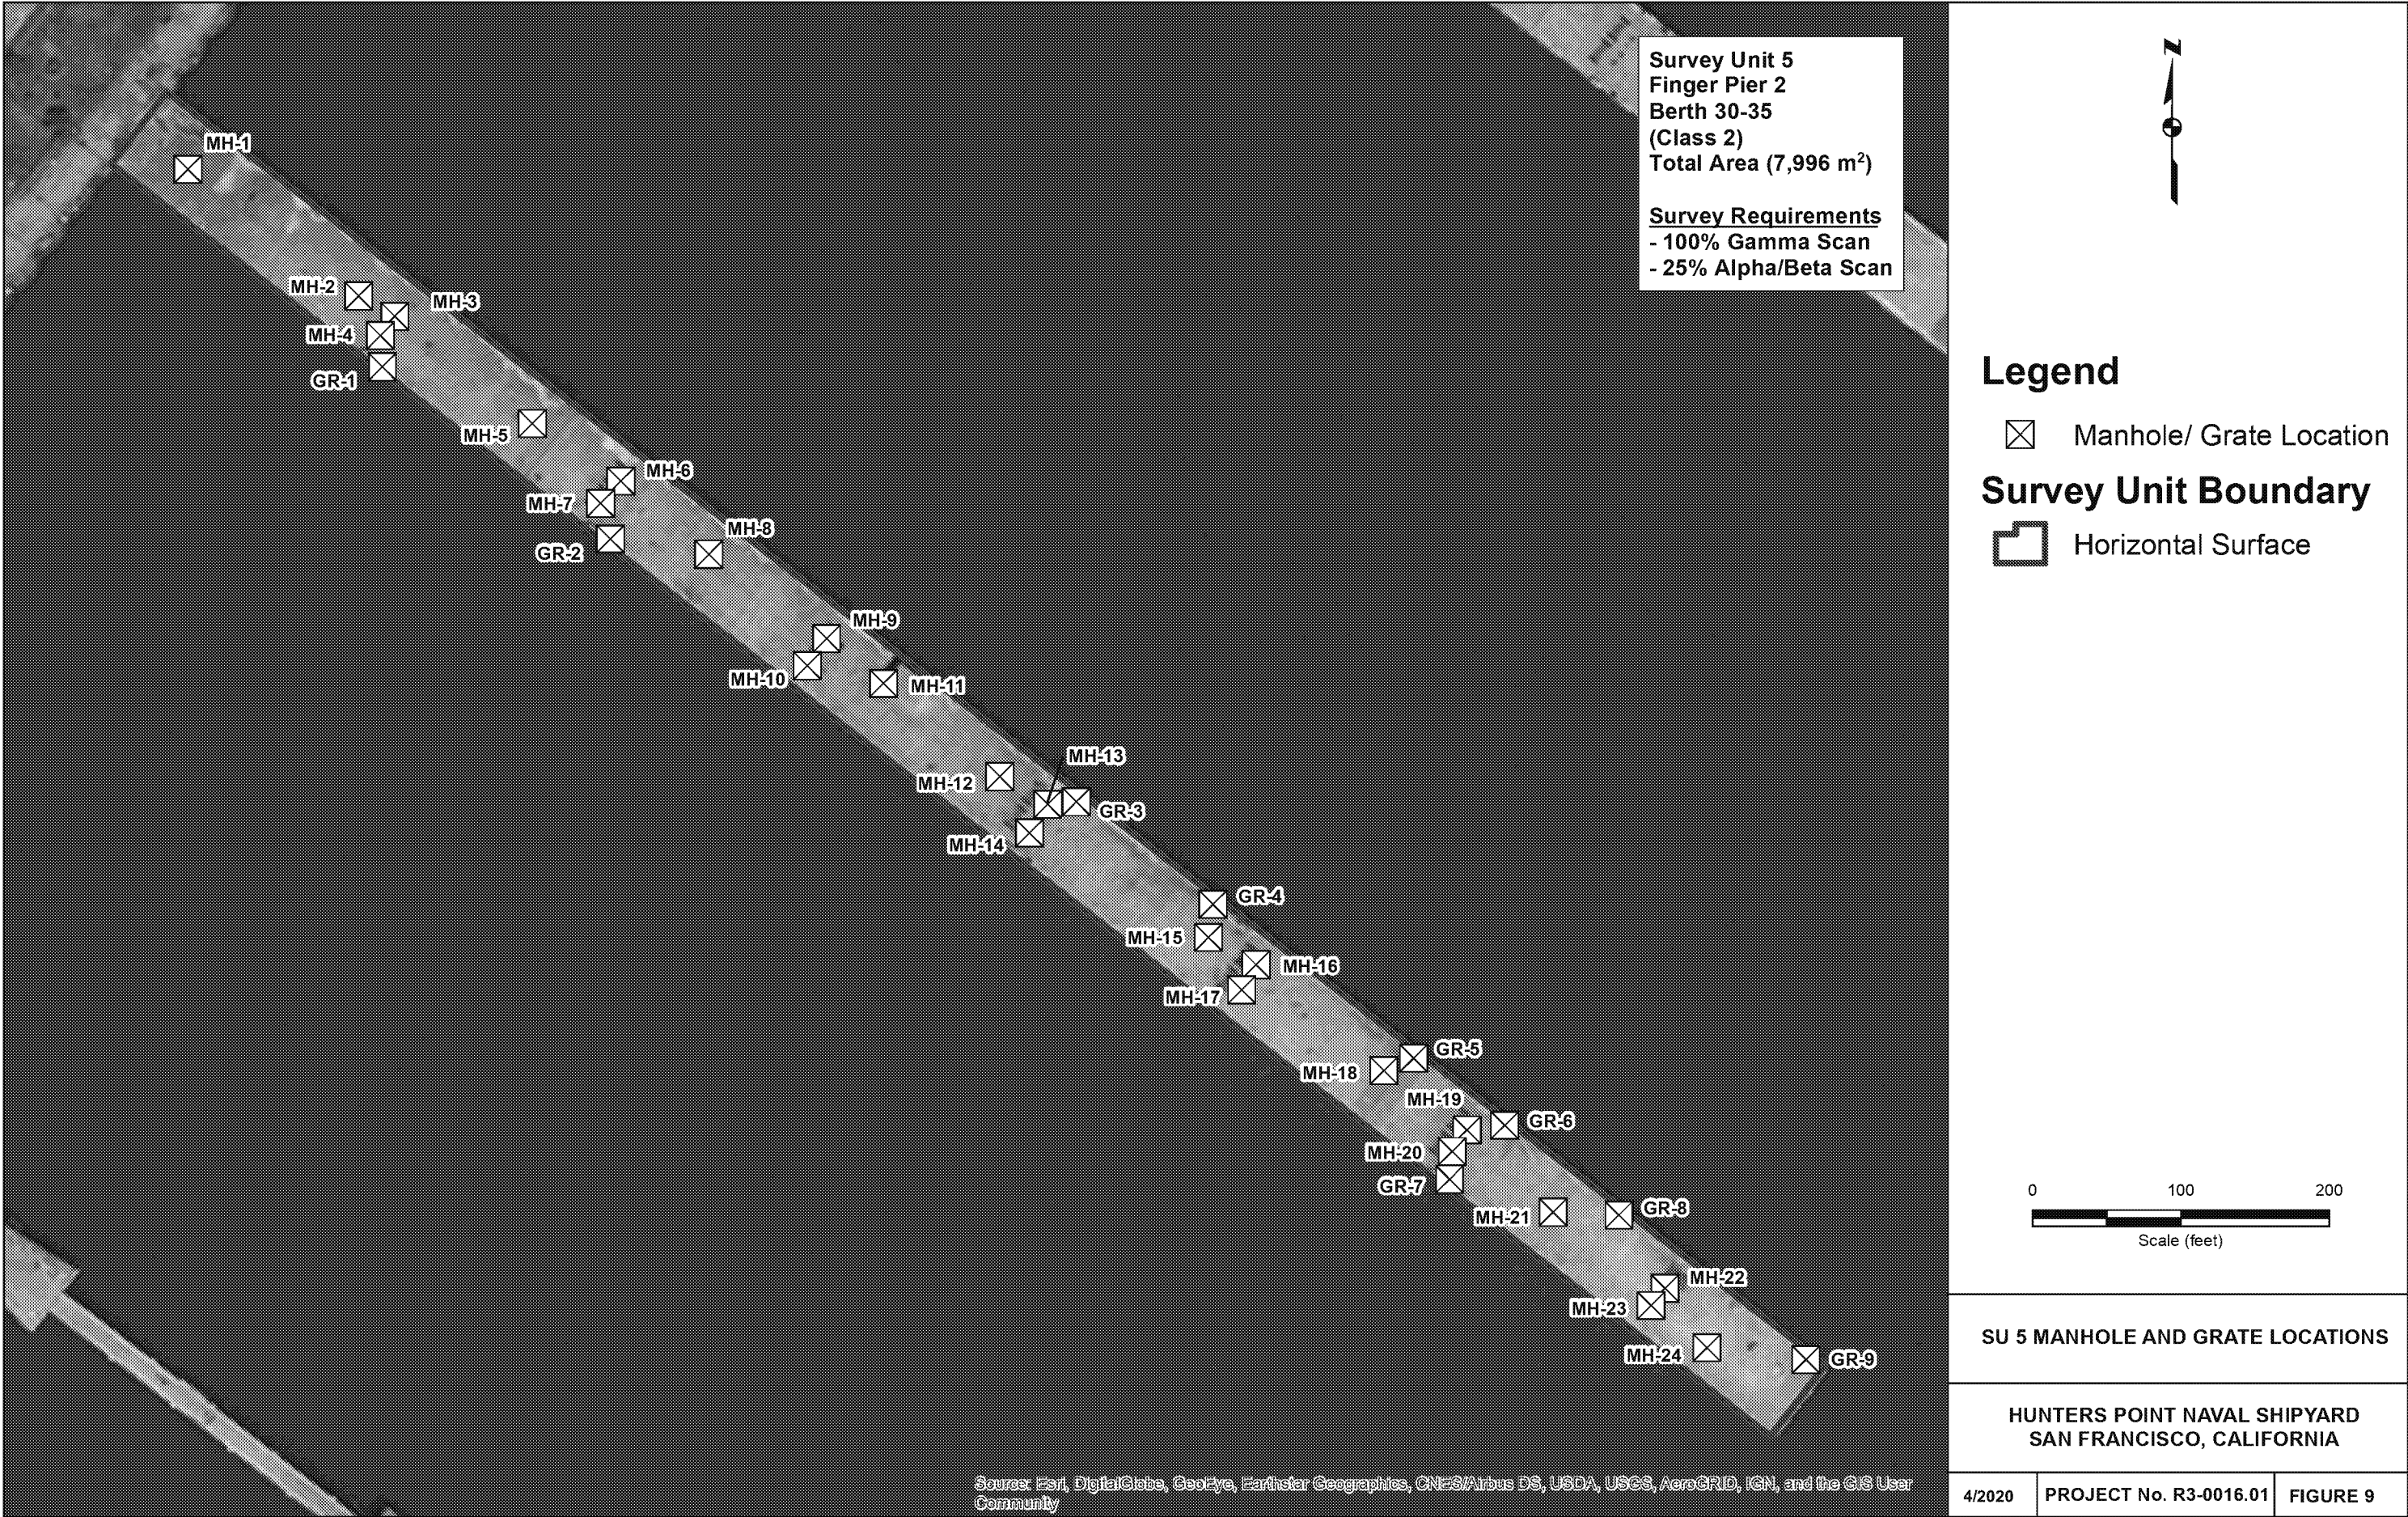 Survey Unit 5
Finger Pier 2
Berth 30-35
(Class 2)
Total Area (7,996 m²)
Survey Requirements
- 100% Gamma Scan
- 25% Alpha/Beta Scan
MH-1
MH-2
MH-3
MH-4
GR-1
MH-5
MH-6
MH-7
GR-2
MH-8
MH-9
MH-10
MH-11
MH-13
MH-12
GR-3
MH-14
GR-4
MH-15
MH-16
MH-17
GR-5
MH-18
MH-19
GR-6
MH-20
GR-7
MH-21
GR-8
MH-22
MH-23
MH-24
GR-9
Source: Esri, DigitalGlobe, GeoEye, Earthstar Geographics, CNES/Airbus DS, USDA, USGS, AeroGRID, IGN, and the GIS User
Community
N
Legend
Manhole/ Grate Location
Survey Unit Boundary
Horizontal Surface
0 100 200
Scale (feet)
SU 5 MANHOLE AND GRATE LOCATIONS
HUNTERS POINT NAVAL SHIPYARD
SAN FRANCISCO, CALIFORNIA
4/2020 PROJECT No. R3-0016.01 FIGURE 9